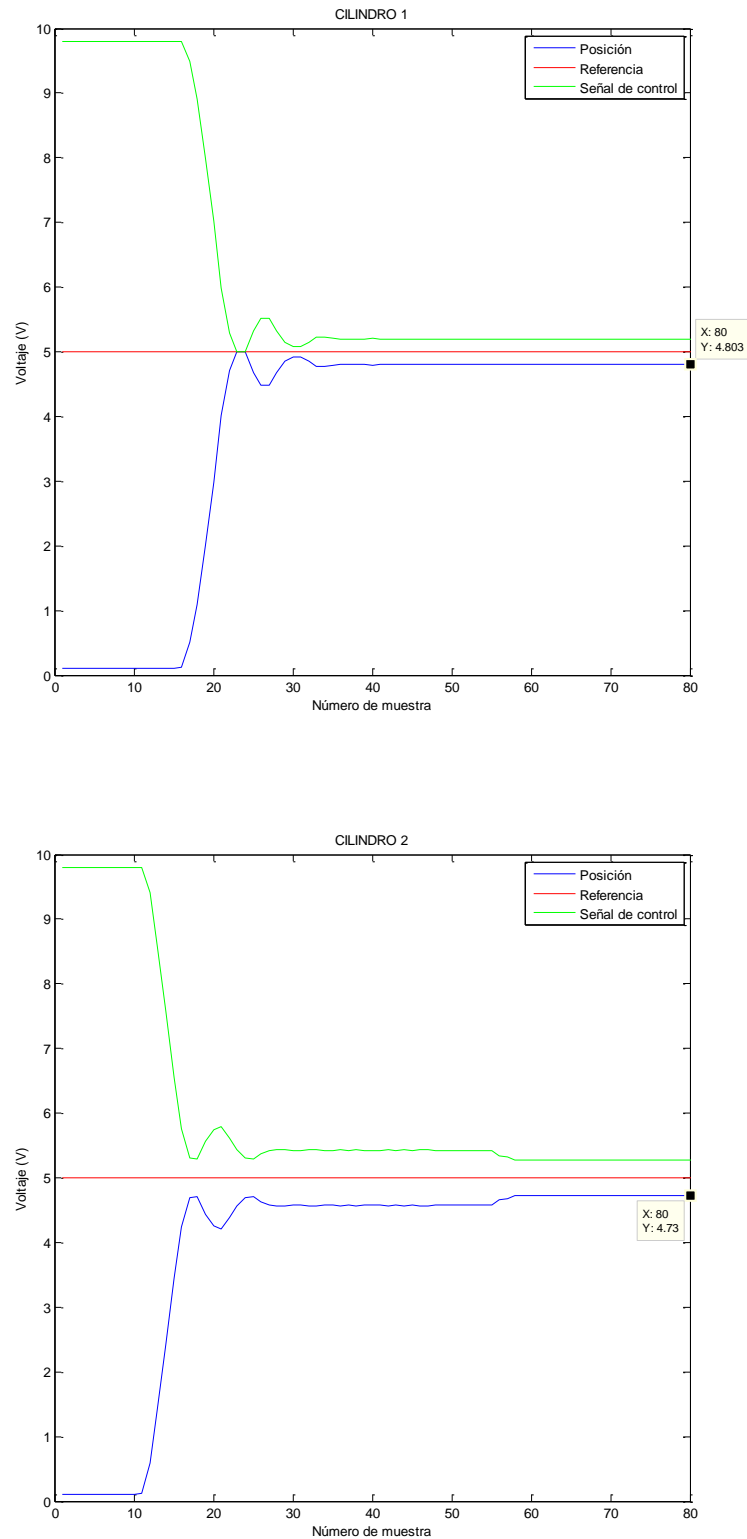 CILINDRO 1
10
9
8
7
6
5
4
3
2
1
0
Voltaje (V)
Posición
Referencia
Señal de control
X: 80
Y: 4.803
0 10 20 30 40 50 60 70 80
Número de muestra
CILINDRO 2
10
9
8
7
6
5
4
3
2
1
0
Voltaje (V)
Posición
Referencia
Señal de control
X: 80
Y: 4.73
0 10 20 30 40 50 60 70 80
Número de muestra